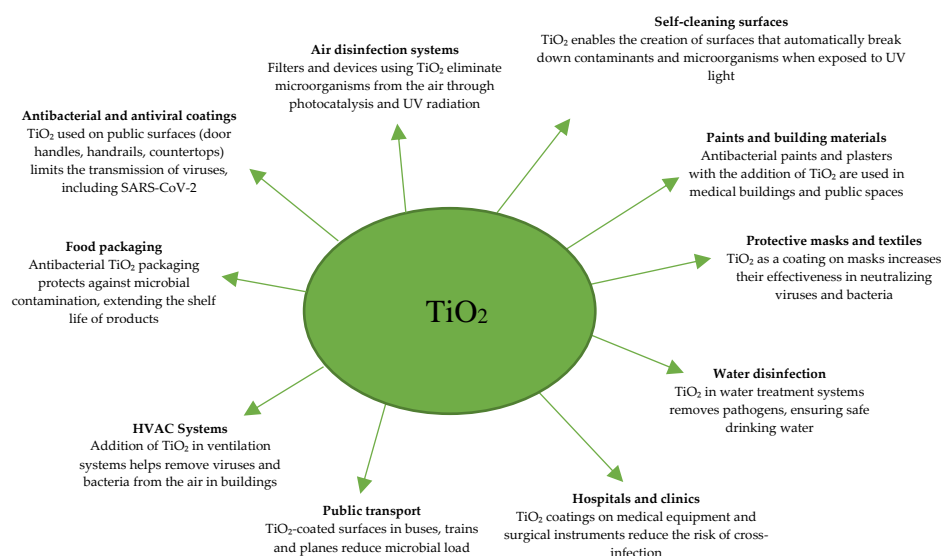 Self-cleaning surfaces
TiO₂ enables the creation of surfaces that automatically break
down contaminants and microorganisms when exposed to UV
light
Air disinfection systems
Filters and devices using TiO₂ eliminate
microorganisms from the air through
photocatalysis and UV radiation
Antibacterial and antiviral coatings
TiO₂ used on public surfaces (door
handles, handrails, countertops)
limits the transmission of viruses,
including SARS-CoV-2
Paints and building materials
Antibacterial paints and plasters
with the addition of TiO₂ are used in
medical buildings and public spaces
Food packaging
Antibacterial TiO₂ packaging
protects against microbial
contamination, extending the shelf
life of products
Protective masks and textiles
TiO₂ as a coating on masks increases
their effectiveness in neutralizing
viruses and bacteria
TiO₂
Water disinfection
TiO₂ in water treatment systems
removes pathogens, ensuring safe
drinking water
HVAC Systems
Addition of TiO₂ in ventilation
systems helps remove viruses and
bacteria from the air in buildings
Public transport
TiO₂-coated surfaces in buses, trains
and planes reduce microbial load
Hospitals and clinics
TiO₂ coatings on medical equipment and
surgical instruments reduce the risk of cross-
infection